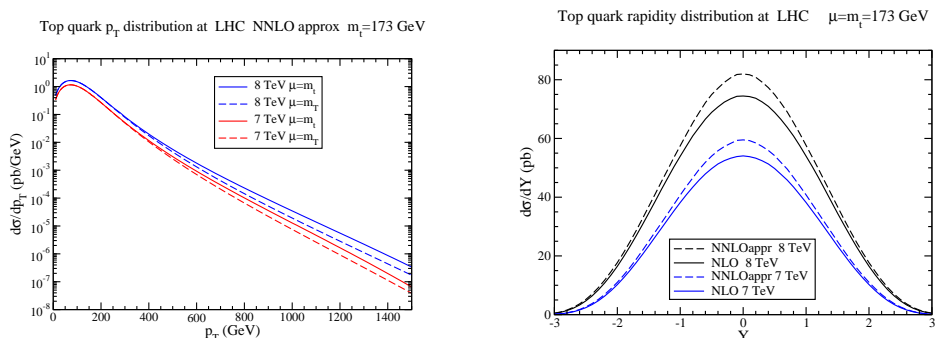 Top quark p_T distribution at LHC NNLO approx m_t=173 GeV
10^1
10^0
10^-1
10^-2
10^-3
10^-4
10^-5
10^-6
10^-7
10^-8
dσ/dp_T (pb/GeV)
8 TeV μ=m_t
8 TeV μ=m_T
7 TeV μ=m_t
7 TeV μ=m_T
0 200 400 600 800 1000 1200 1400
p_T (GeV)
Top quark rapidity distribution at LHC μ=m_t=173 GeV
80
60
40
20
0
dσ/dY (pb)
NNLOappr 8 TeV
NLO 8 TeV
NNLOappr 7 TeV
NLO 7 TeV
-3 -2 -1 0 1 2 3
Y